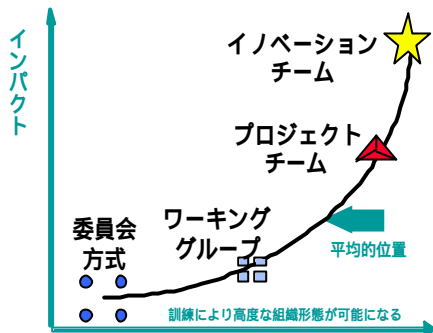 インパクト
イノベーション
チーム
プロジェクト
チーム
ワーキング
グループ
委員会
方式
平均的位置
訓練により高度な組織形態が可能になる